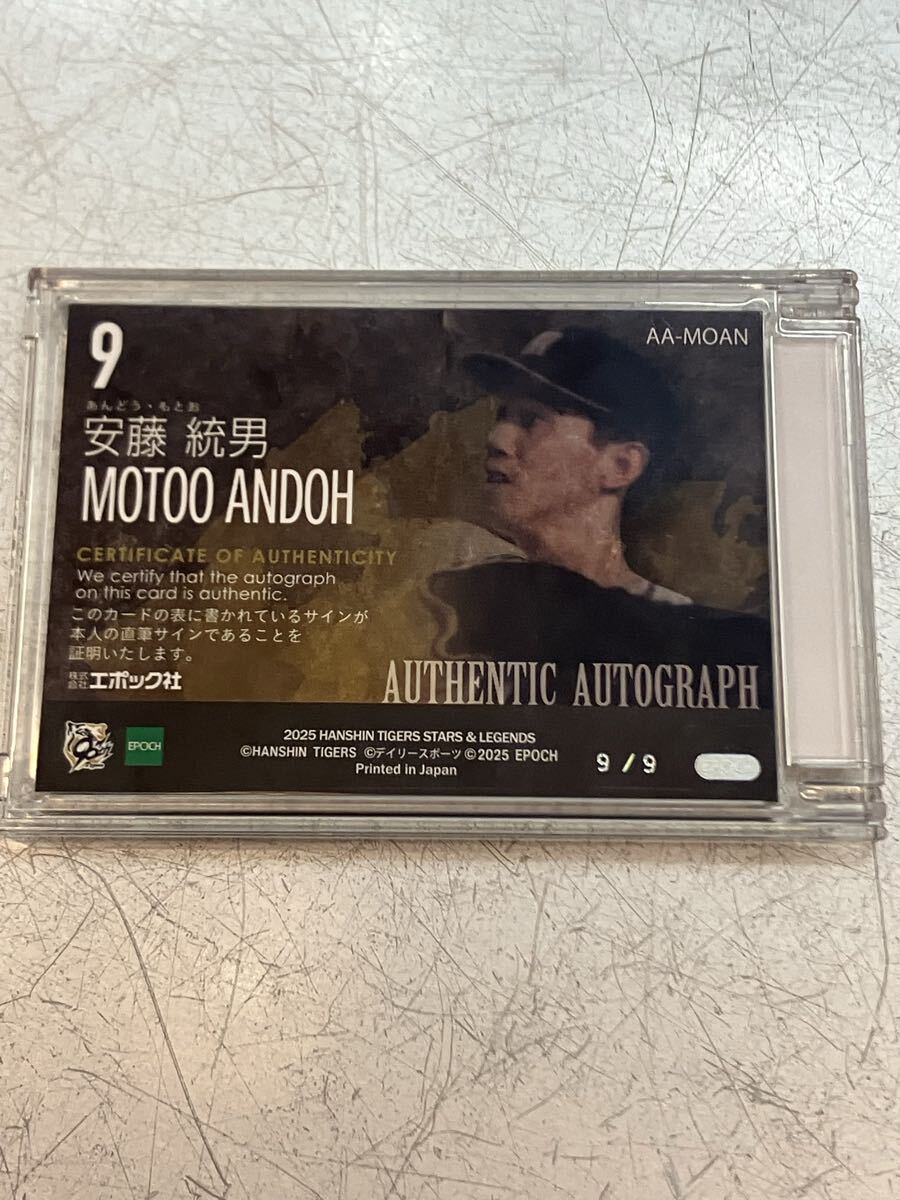 9
AA-MOAN
あんどう・もとお
安藤 統男
MOTOO ANDOH
CERTIFICATE OF AUTHENTICITY
We certify that the autograph
on this card is authentic.
このカードの表に書かれているサインが
本人の直筆サインであることを
証明いたします。
株式会社エポック社
AUTHENTIC AUTOGRAPH
EPOCH
2025 HANSHIN TIGERS STARS & LEGENDS
©HANSHIN TIGERS ©デイリースポーツ ©2025 EPOCH
Printed in Japan
9 / 9